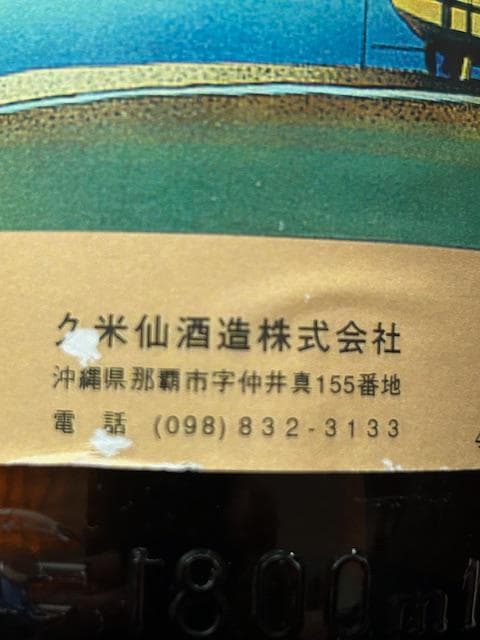 久米仙酒造株式会社
沖縄県那覇市字仲井真155番地
電話 (098)832-3133
1800ml